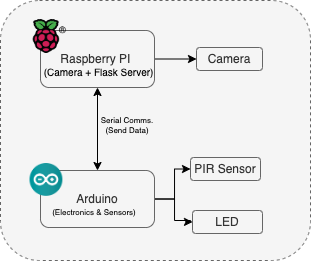 ®
Raspberry PI
(Camera + Flask Server)
Camera
Serial Comms.
(Send Data)
PIR Sensor
Arduino
(Electronics & Sensors)
LED